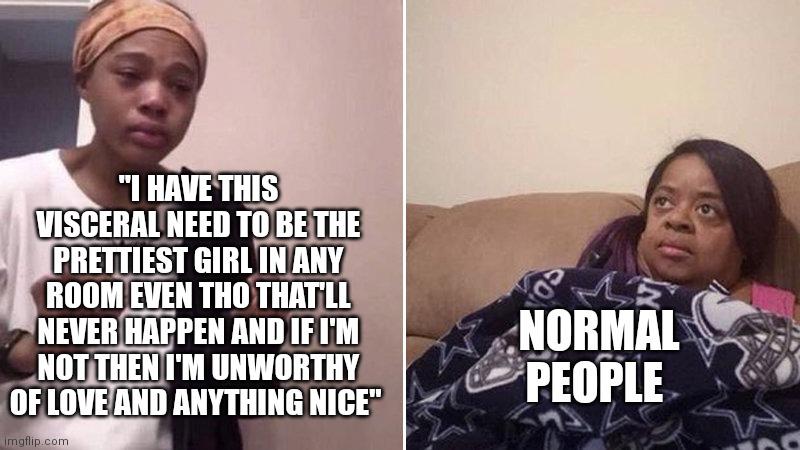 "I HAVE THIS
VISCERAL NEED TO BE THE
PRETTIEST GIRL IN ANY
ROOM EVEN THO THAT'LL
NEVER HAPPEN AND IF I'M
NOT THEN I'M UNWORTHY
OF LOVE AND ANYTHING NICE"
NORMAL
PEOPLE
imgflip.com